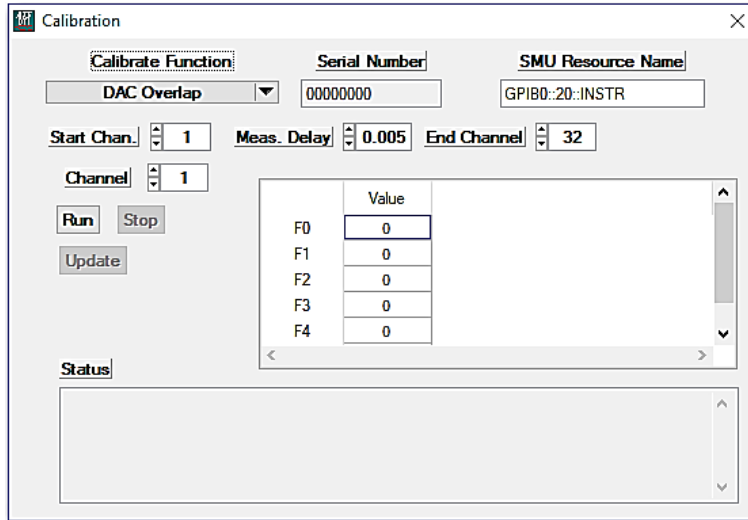 Calibration
Calibrate Function Serial Number SMU Resource Name
DAC Overlap 00000000 GPIB0::20::INSTR
Start Chan. 1 Meas. Delay 0.005 End Channel 32
Channel 1
Value
Run Stop
F0 0
Update
F1 0
F2 0
F3 0
F4 0
Status